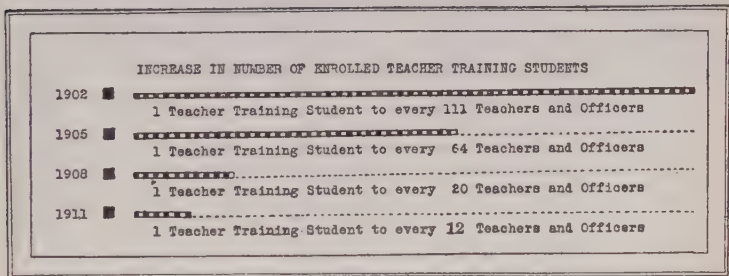 INCREASE IN NUMBER OF ENROLLED TEACHER TRAINING STUDENTS
1902
1 Teacher Training Student to every 111 Teachers and Officers
1905
1 Teacher Training Student to every 64 Teachers and Officers
1908
1 Teacher Training Student to every 20 Teachers and Officers
1911
1 Teacher Training Student to every 12 Teachers and Officers